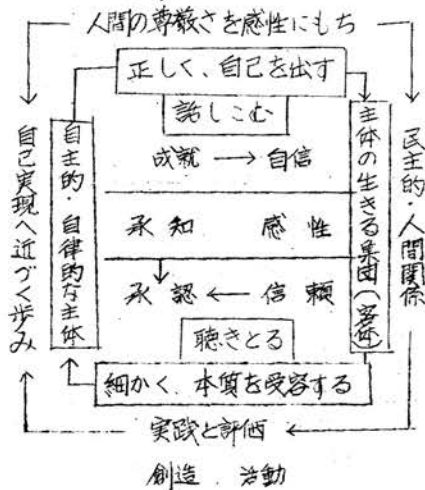 人間の尊敬さを感性にもち
正しく、自己を出す
話しこむ
成就 → 自信
承知 感性
承認 ← 信頼
聴きとる
細かく、本質を受容する
実践と評価
創造 活動
自己実現へ近づく歩み
自主的・自律的な主体
主体の生きる集団(客体)
民主的・人間関係